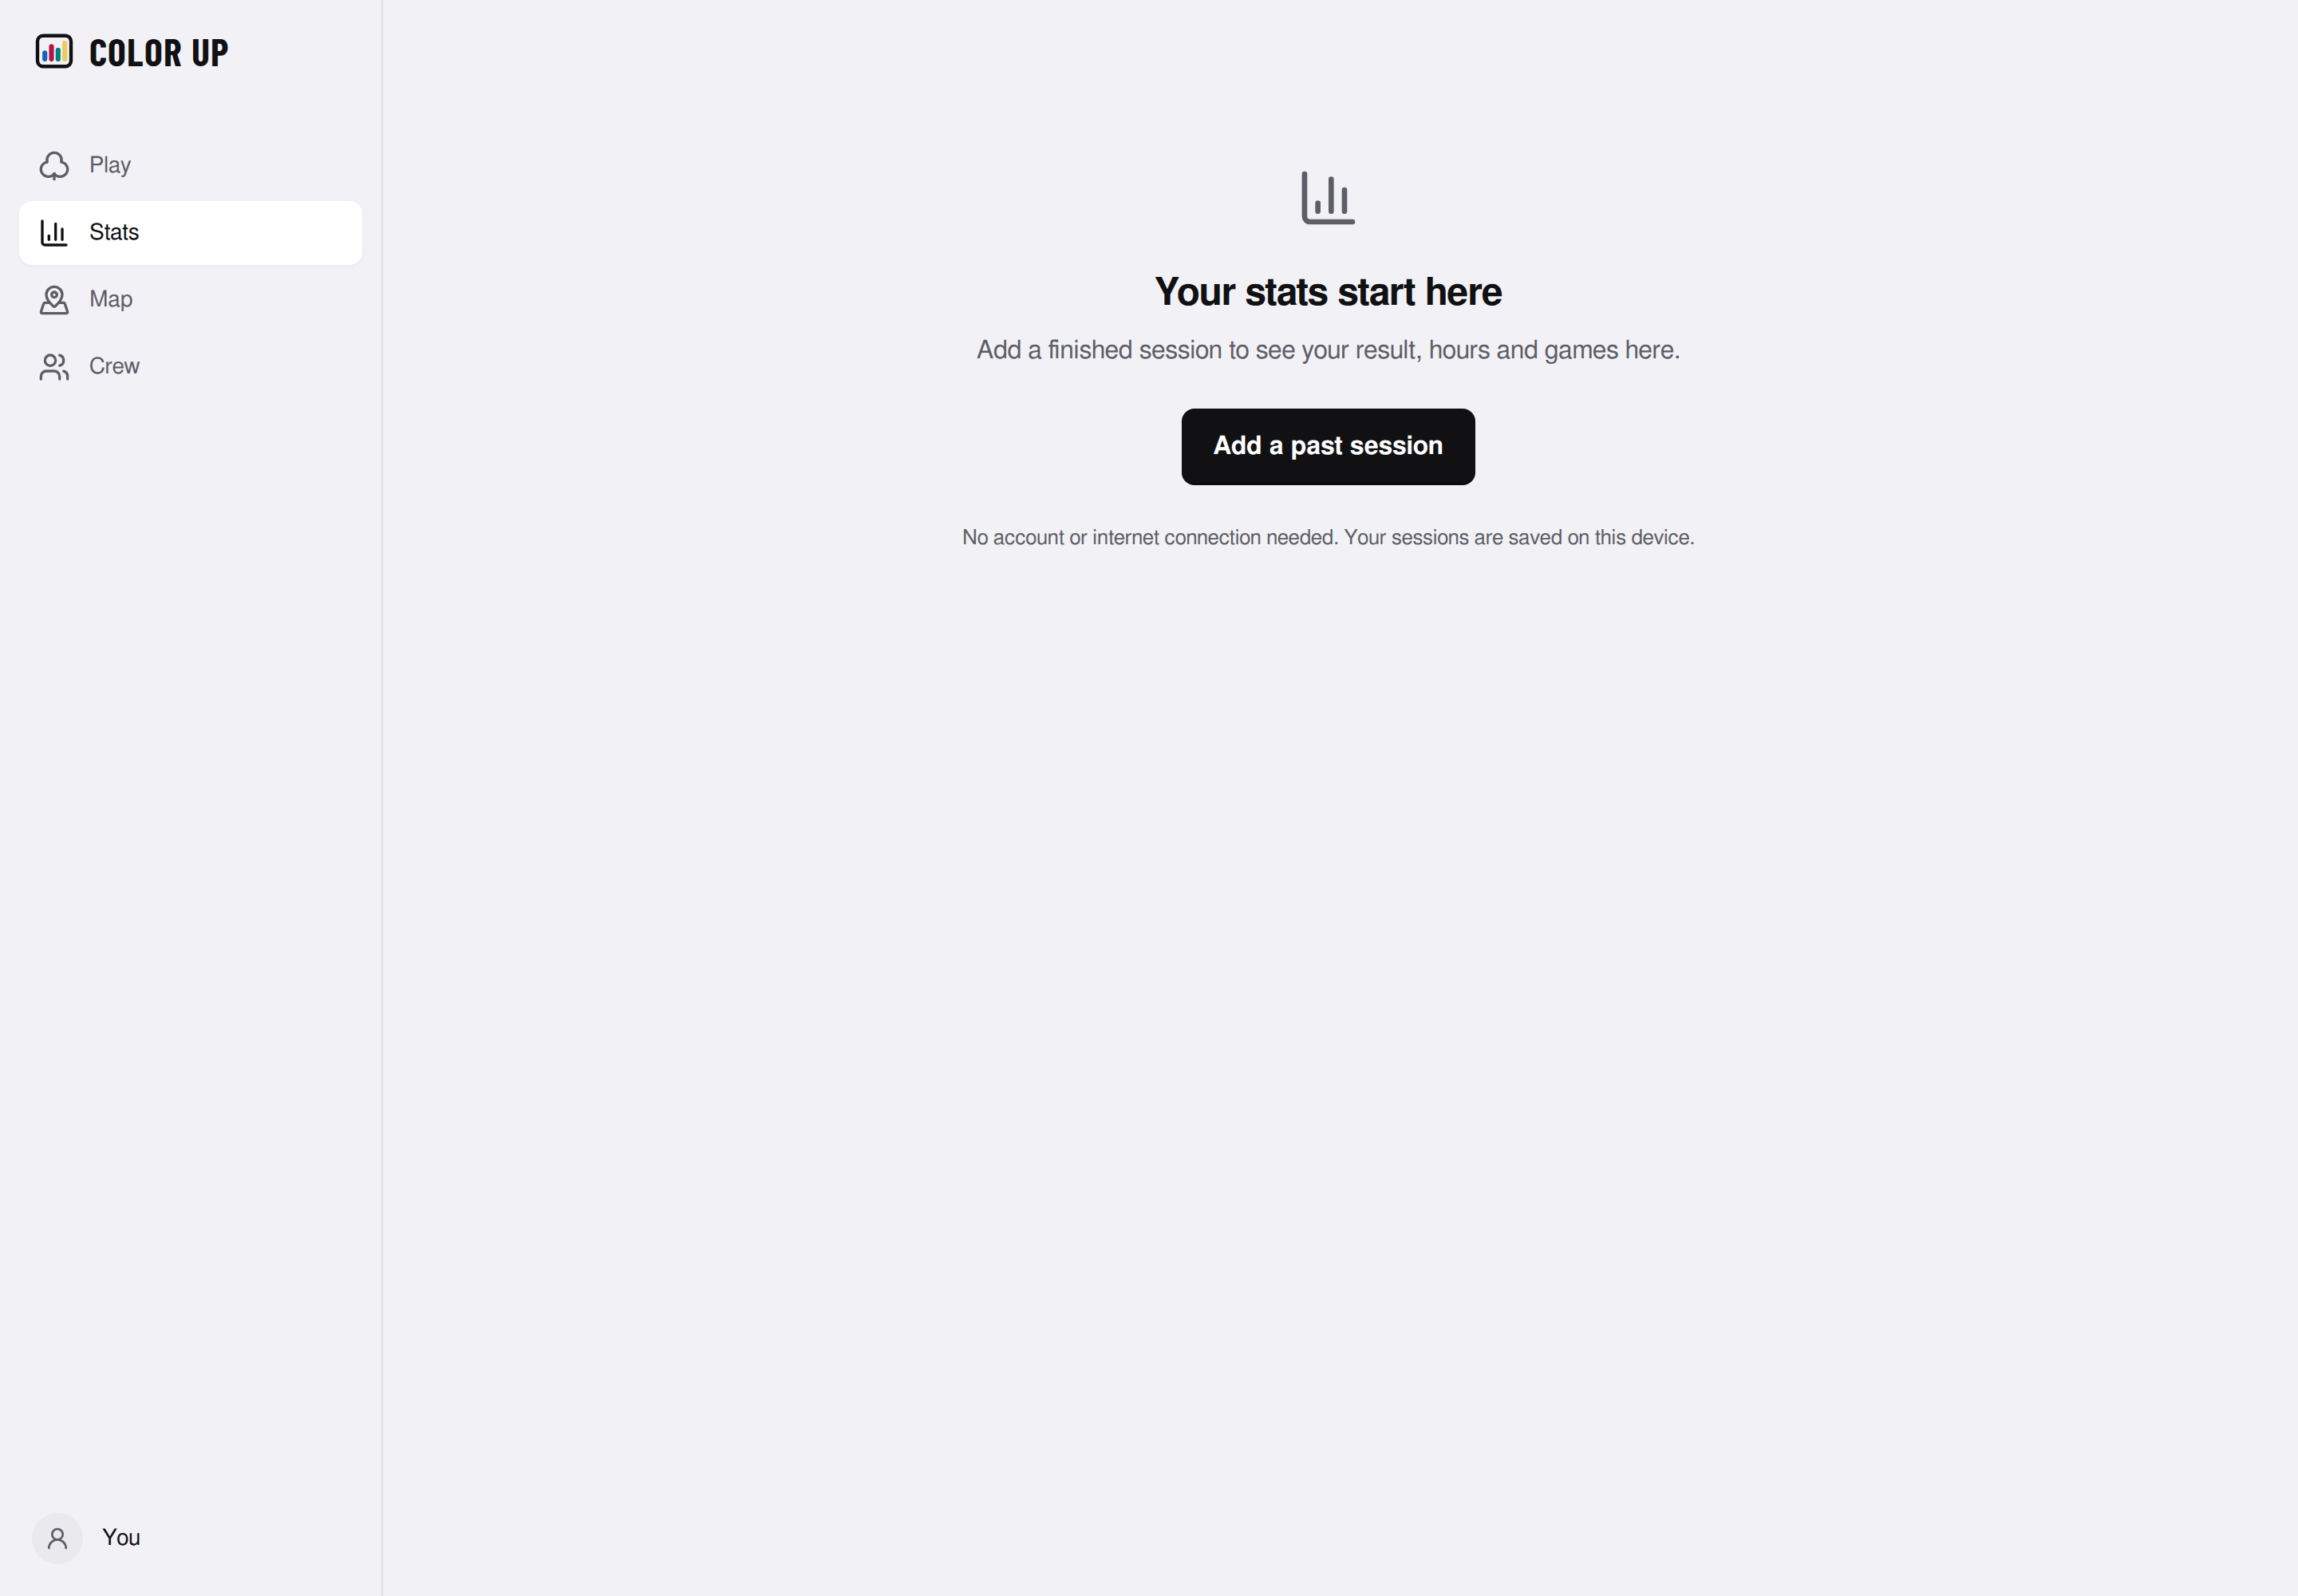 COLOR UP
Play
Stats
Map
Crew
Your stats start here
Add a finished session to see your result, hours and games here.
Add a past session
No account or internet connection needed. Your sessions are saved on this device.
You